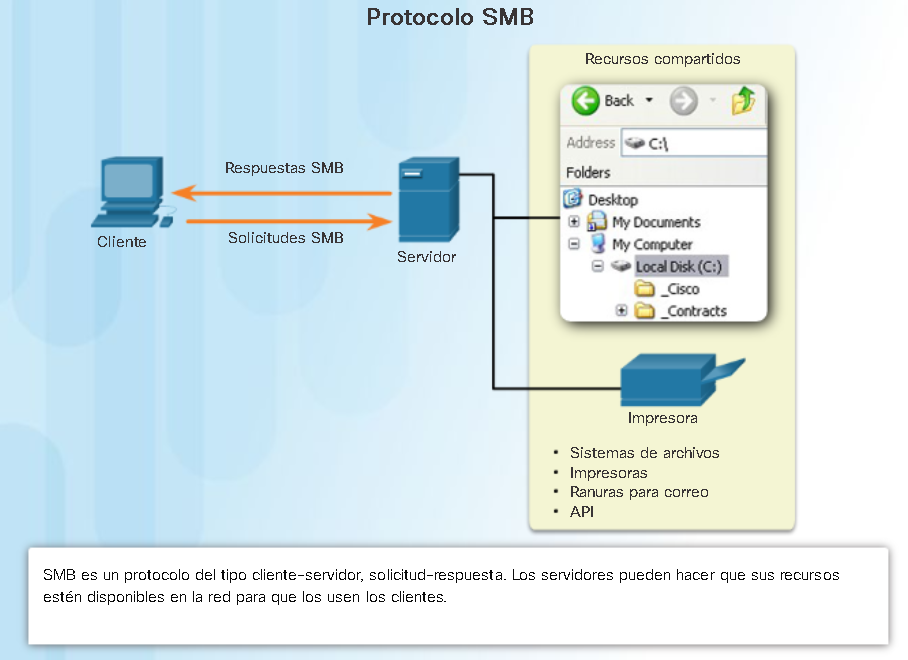 Protocolo SMB
Recursos compartidos
Back
Address C:\
Folders
Desktop
My Documents
My Computer
Local Disk (C:)
_Cisco
_Contracts
Respuestas SMB
Solicitudes SMB
Cliente
Servidor
Impresora
• Sistemas de archivos
• Impresoras
• Ranuras para correo
• API
SMB es un protocolo del tipo cliente-servidor, solicitud-respuesta. Los servidores pueden hacer que sus recursos
estén disponibles en la red para que los usen los clientes.